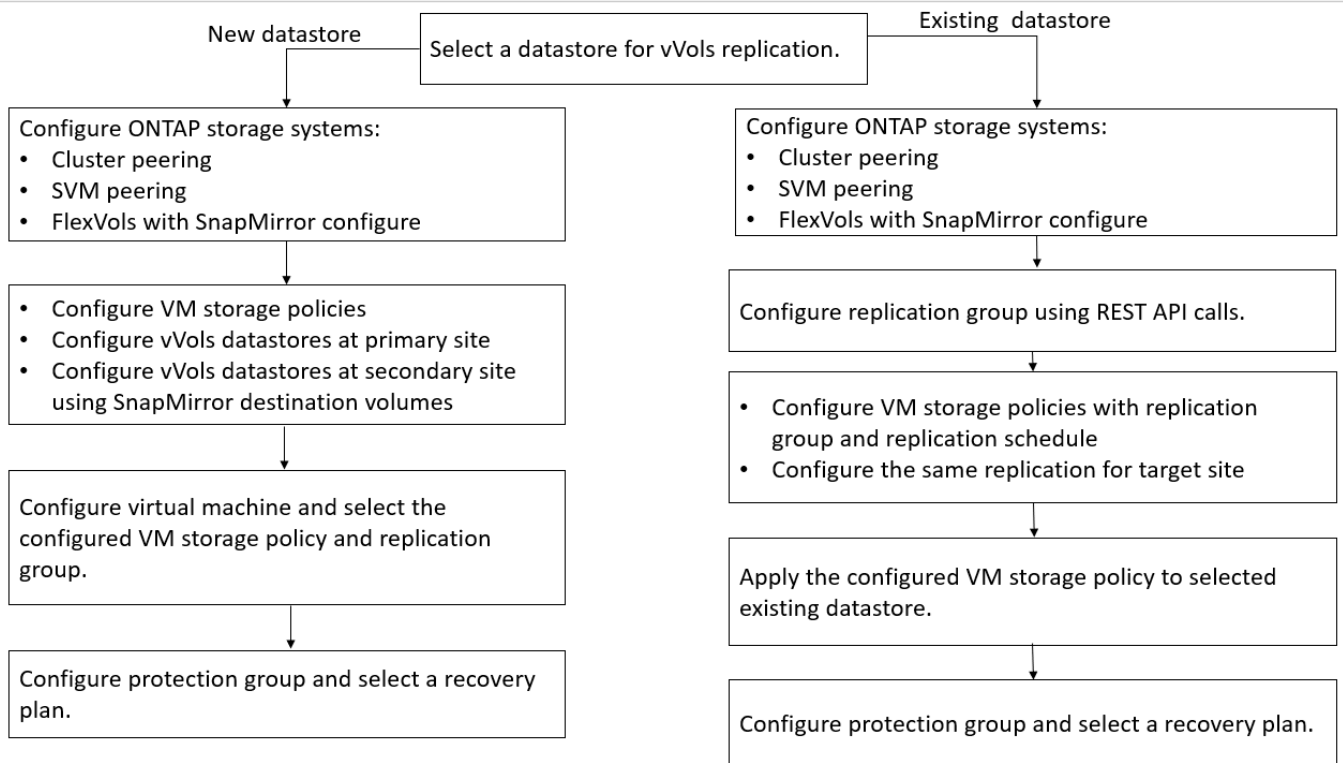 New datastore
Select a datastore for vVols replication.
Existing datastore
Configure ONTAP storage systems:
• Cluster peering
• SVM peering
• FlexVols with SnapMirror configure
• Configure VM storage policies
• Configure vVols datastores at primary site
• Configure vVols datastores at secondary site
using SnapMirror destination volumes
Configure virtual machine and select the
configured VM storage policy and replication
group.
Configure protection group and select a recovery
plan.
Configure ONTAP storage systems:
• Cluster peering
• SVM peering
• FlexVols with SnapMirror configure
Configure replication group using REST API calls.
• Configure VM storage policies with replication
group and replication schedule
• Configure the same replication for target site
Apply the configured VM storage policy to selected
existing datastore.
Configure protection group and select a recovery plan.